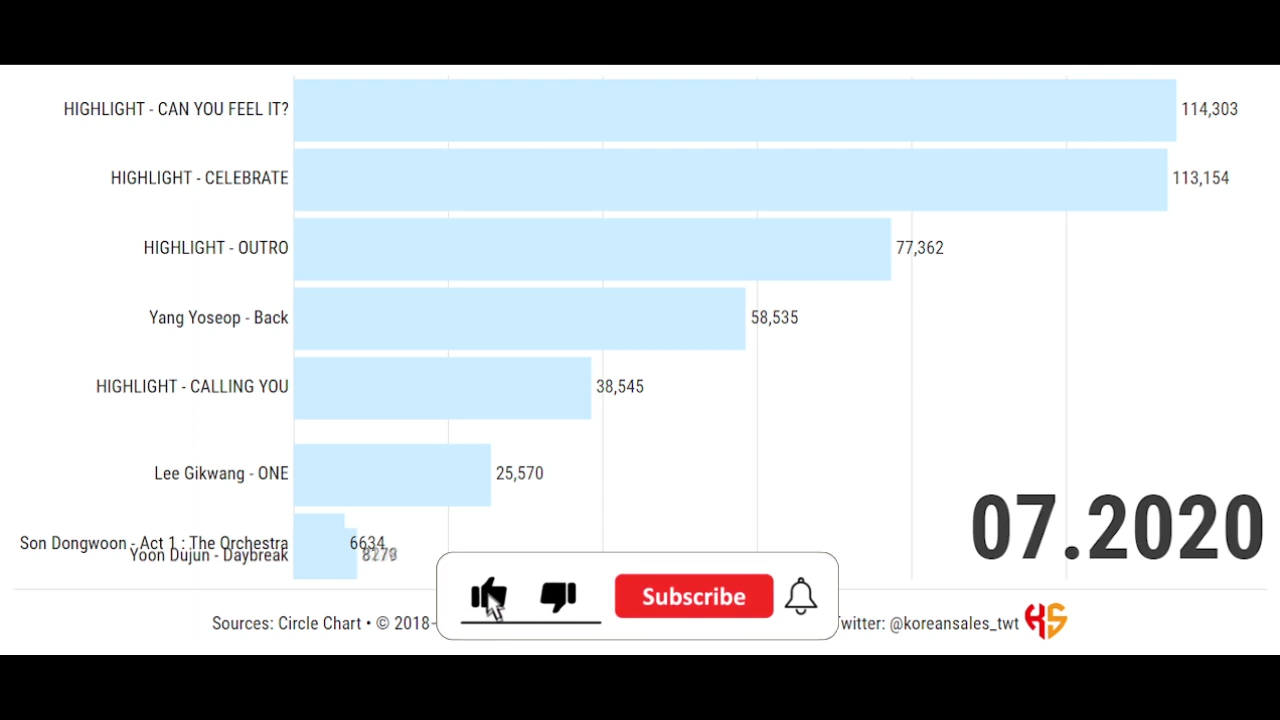 HIGHLIGHT - CAN YOU FEEL IT? 114,303
HIGHLIGHT - CELEBRATE 113,154
HIGHLIGHT - OUTRO 77,362
Yang Yoseop - Back 58,535
HIGHLIGHT - CALLING YOU 38,545
Lee Gikwang - ONE 25,570
Son Dongwoon - Act 1 : The Orchestra 6634
Yoon Dujun - Daybreak
07.2020
Subscribe
Sources: Circle Chart • © 2018- Twitter: @koreansales_twt KS